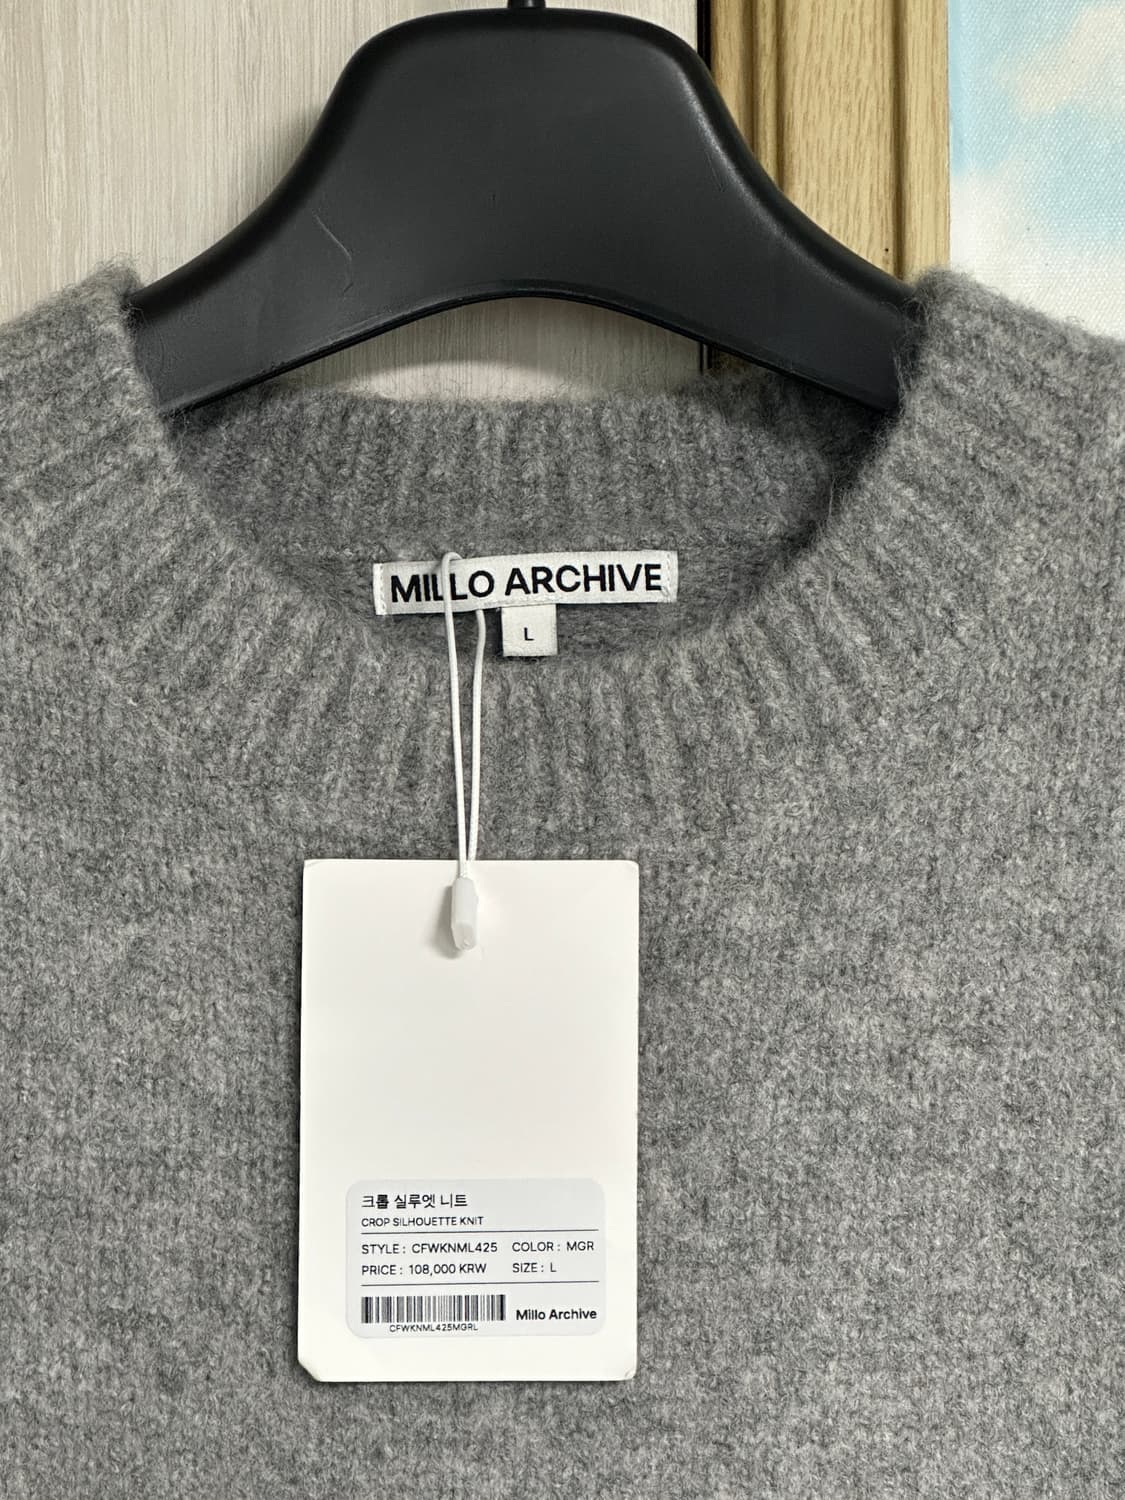 MILLO ARCHIVE
L
크롭 실루엣 니트
CROP SILHOUETTE KNIT
STYLE : CFWKNML425 COLOR : MGR
PRICE : 108,000 KRW SIZE : L
CFWKNML425MGRL
Millo Archive